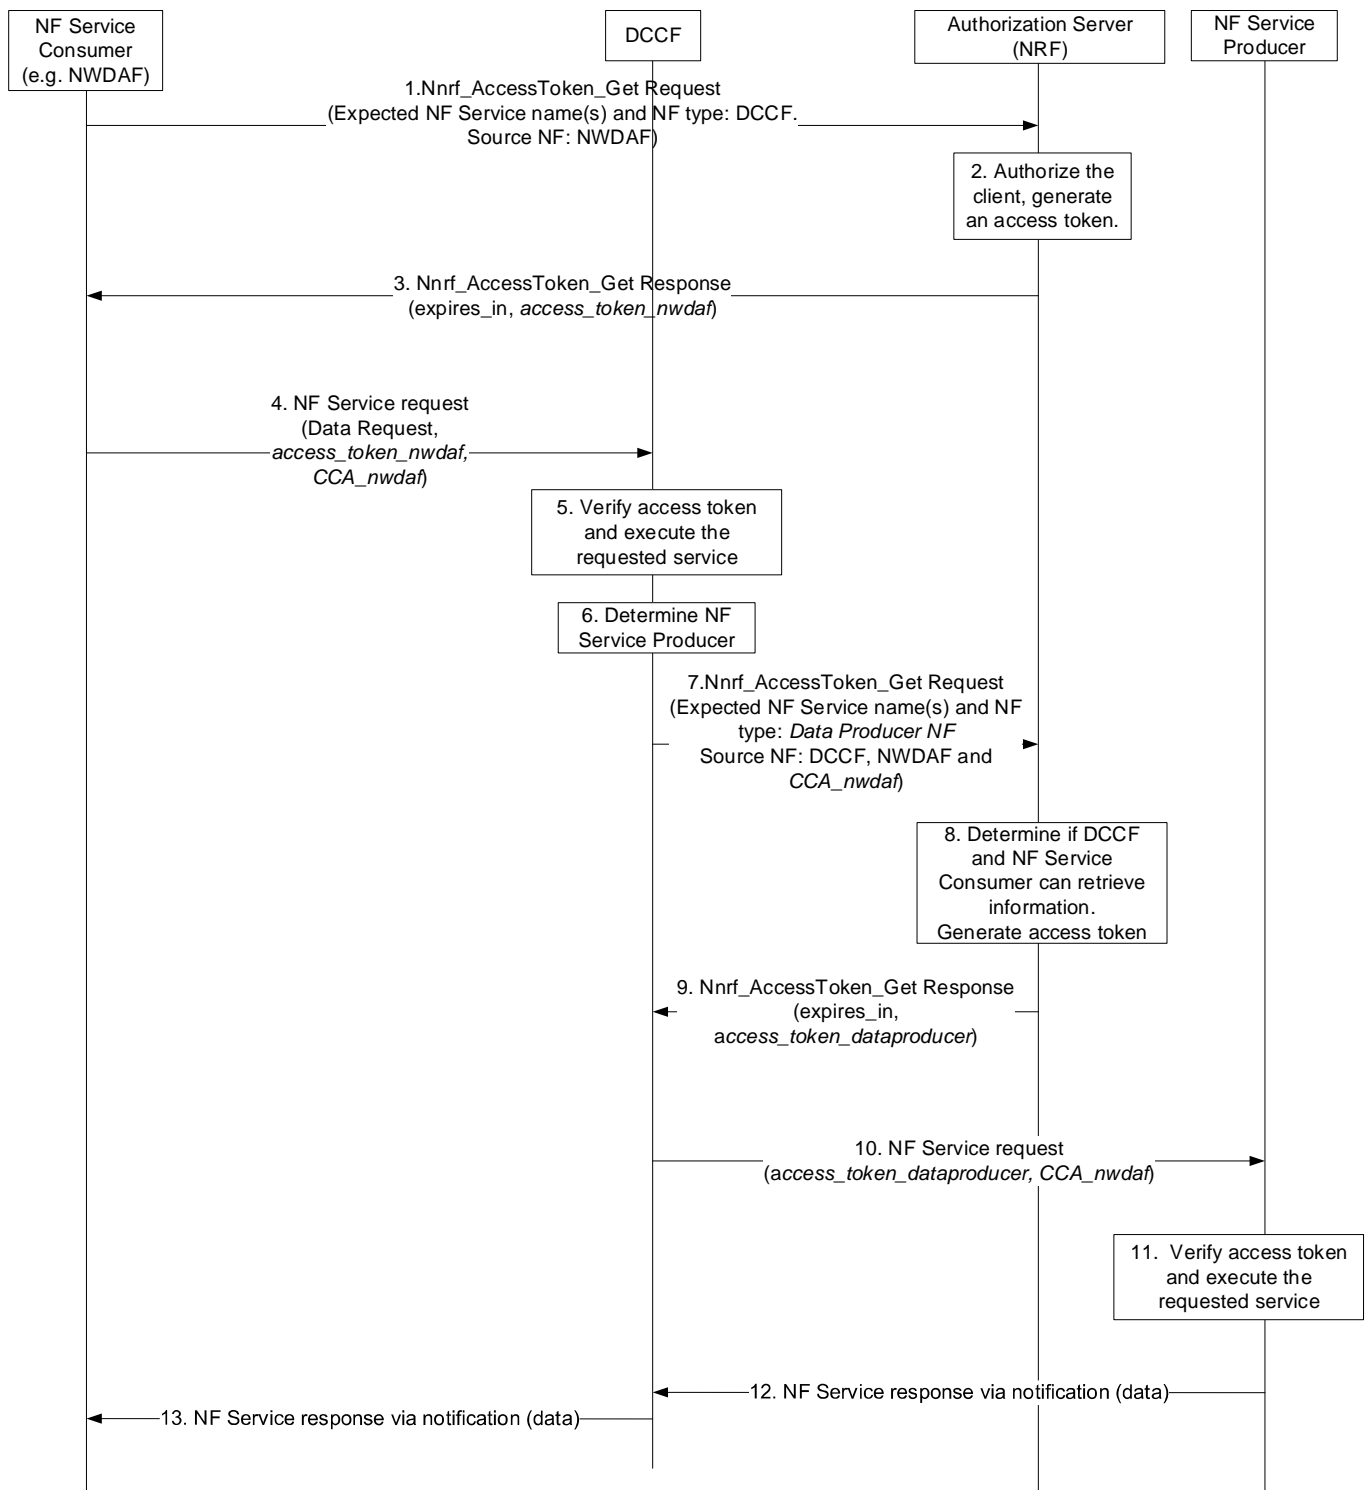 NF Service
Consumer
(e.g. NWDAF)
DCCF
Authorization Server
(NRF)
NF Service
Producer
1.Nnrf_AccessToken_Get Request
(Expected NF Service name(s) and NF type: DCCF.
Source NF: NWDAF)
2. Authorize the
client, generate
an access token.
3. Nnrf_AccessToken_Get Response
(expires_in, access_token_nwdaf)
4. NF Service request
(Data Request,
access_token_nwdaf,
CCA_nwdaf)
5. Verify access token
and execute the
requested service
6. Determine NF
Service Producer
7.Nnrf_AccessToken_Get Request
(Expected NF Service name(s) and NF
type: Data Producer NF
Source NF: DCCF, NWDAF and
CCA_nwdaf)
8. Determine if DCCF
and NF Service
Consumer can retrieve
information.
Generate access token
9. Nnrf_AccessToken_Get Response
(expires_in,
access_token_dataproducer)
10. NF Service request
(access_token_dataproducer, CCA_nwdaf)
11. Verify access token
and execute the
requested service
12. NF Service response via notification (data)
13. NF Service response via notification (data)